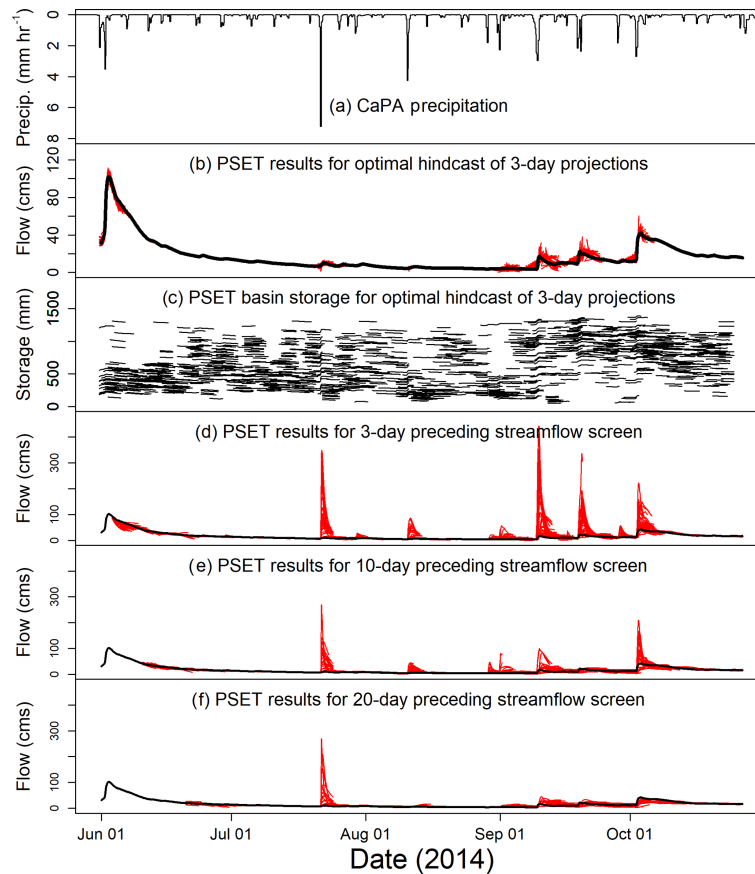 0
2
4
6
8
Precip. (mm hr⁻¹)
(a) CaPA precipitation
120
80
40
0
Flow (cms)
(b) PSET results for optimal hindcast of 3-day projections
1500
500
0
Storage (mm)
(c) PSET basin storage for optimal hindcast of 3-day projections
300
100
0
Flow (cms)
(d) PSET results for 3-day preceding streamflow screen
300
100
0
Flow (cms)
(e) PSET results for 10-day preceding streamflow screen
300
100
0
Flow (cms)
(f) PSET results for 20-day preceding streamflow screen
Jun 01 Jul 01 Aug 01 Sep 01 Oct 01
Date (2014)